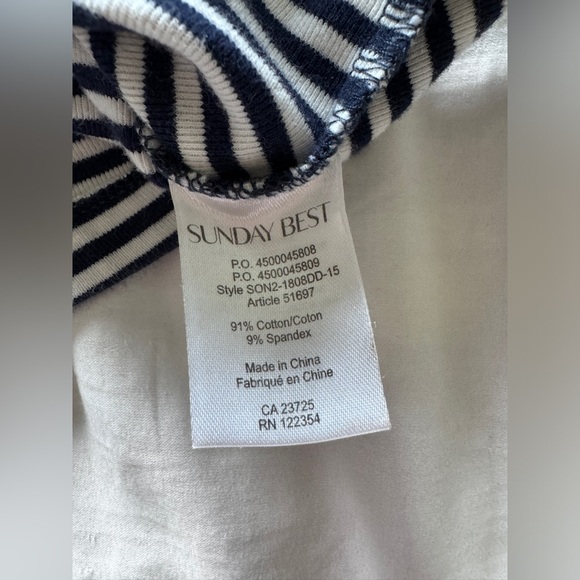 SUNDAY BEST
P.O. 4500045808
P.O. 4500045809
Style SON2-1808DD-15
Article 51697
91% Cotton/Coton
9% Spandex
Made in China
Fabriqué en Chine
CA 23725
RN 122354